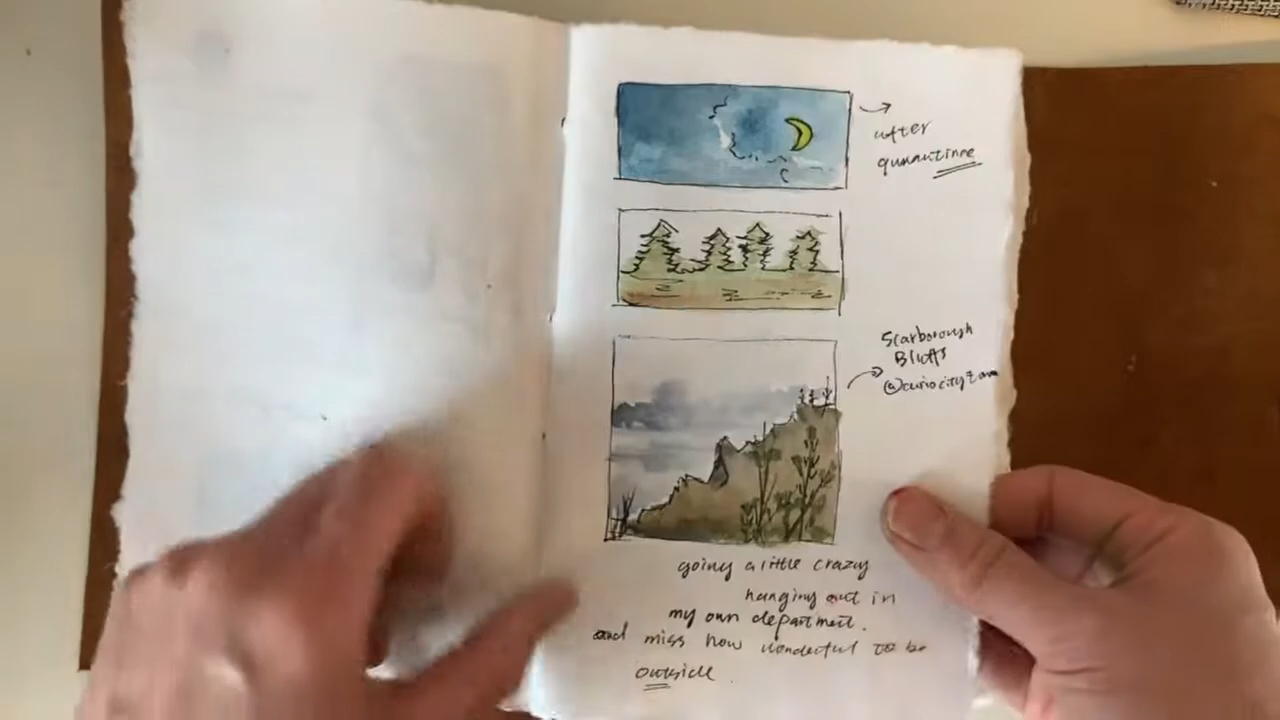 after
quarantine
Scarborough
Bluffs
@curiocity
going a little crazy
hanging out in
my own department.
and miss how wonderful to be
outside.